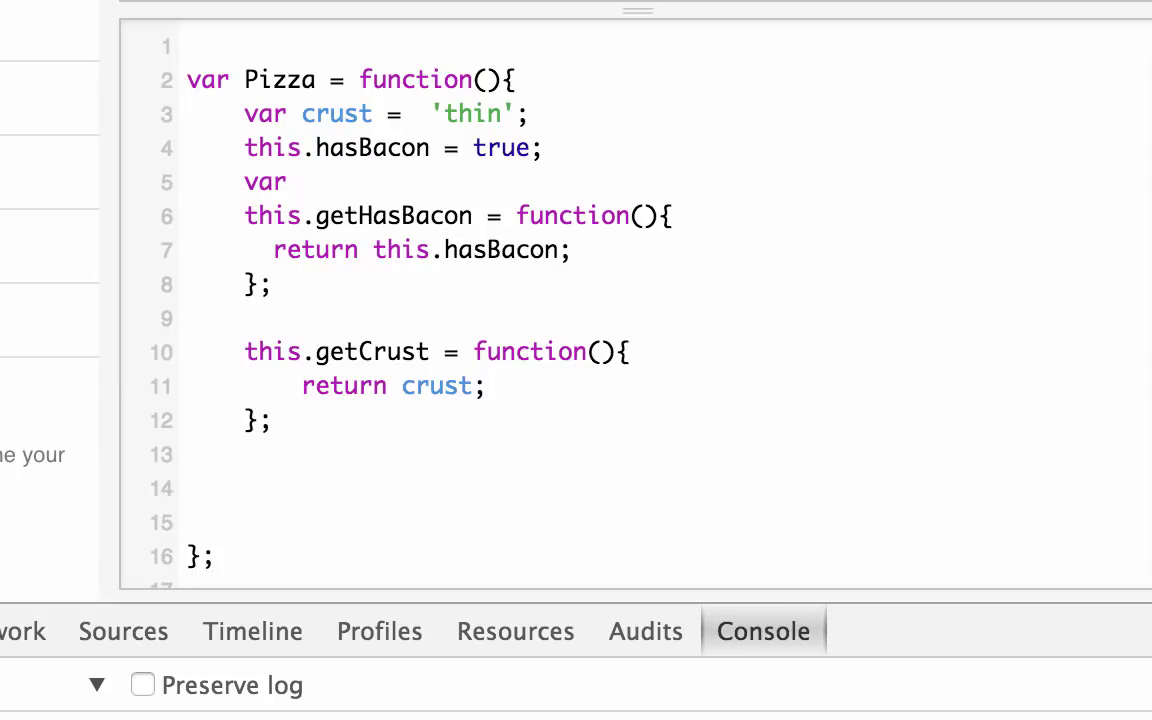 1
2 var Pizza = function(){
3 var crust =  'thin';
4 this.hasBacon = true;
5 var
6 this.getHasBacon = function(){
7 return this.hasBacon;
8 };
9
10 this.getCrust = function(){
11 return crust;
12 };
13
14
15
16 };
17
your
Sources Timeline Profiles Resources Audits Console
▼ Preserve log